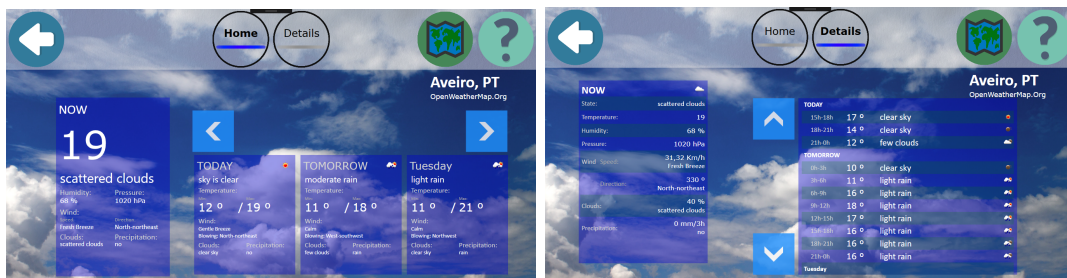 Home
Details
?
Aveiro, PT
OpenWeatherMap.Org
NOW
19
scattered clouds
Humidity: Pressure:
68 % 1020 hPa
Wind:
Speed: Direction:
Fresh Breeze North-northeast
Clouds: Precipitation:
scattered clouds no
TODAY
sky is clear
Temperature:
12 º / 19 º
Wind:
Gentle Breeze
Blowing: North-northeast
Clouds: Precipitation:
clear sky no
TOMORROW
moderate rain
Temperature:
11 º / 18 º
Wind:
Calm
Blowing: West-southwest
Clouds: Precipitation:
few clouds rain
Tuesday
light rain
Temperature:
11 º / 21 º
Wind:
Calm
Blowing: North-northeast
Clouds: Precipitation:
clear sky rain
Home
Details
?
Aveiro, PT
OpenWeatherMap.Org
NOW
State: scattered clouds
Temperature: 19
Humidity: 68 %
Pressure: 1020 hPa
Wind Speed: 31,32 Km/h
Fresh Breeze
Direction: 330 º
North-northeast
Clouds: 40 %
scattered clouds
Precipitature: 0 mm/3h
no
TODAY
15h-18h 17 º clear sky
18h-21h 14 º clear sky
21h-0h 12 º few clouds
TOMORROW
0h-3h 10 º clear sky
3h-6h 11 º light rain
6h-9h 16 º light rain
9h-12h 18 º light rain
12h-15h 17 º light rain
15h-18h 16 º light rain
18h-21h 16 º light rain
21h-0h 16 º light rain
Tuesday